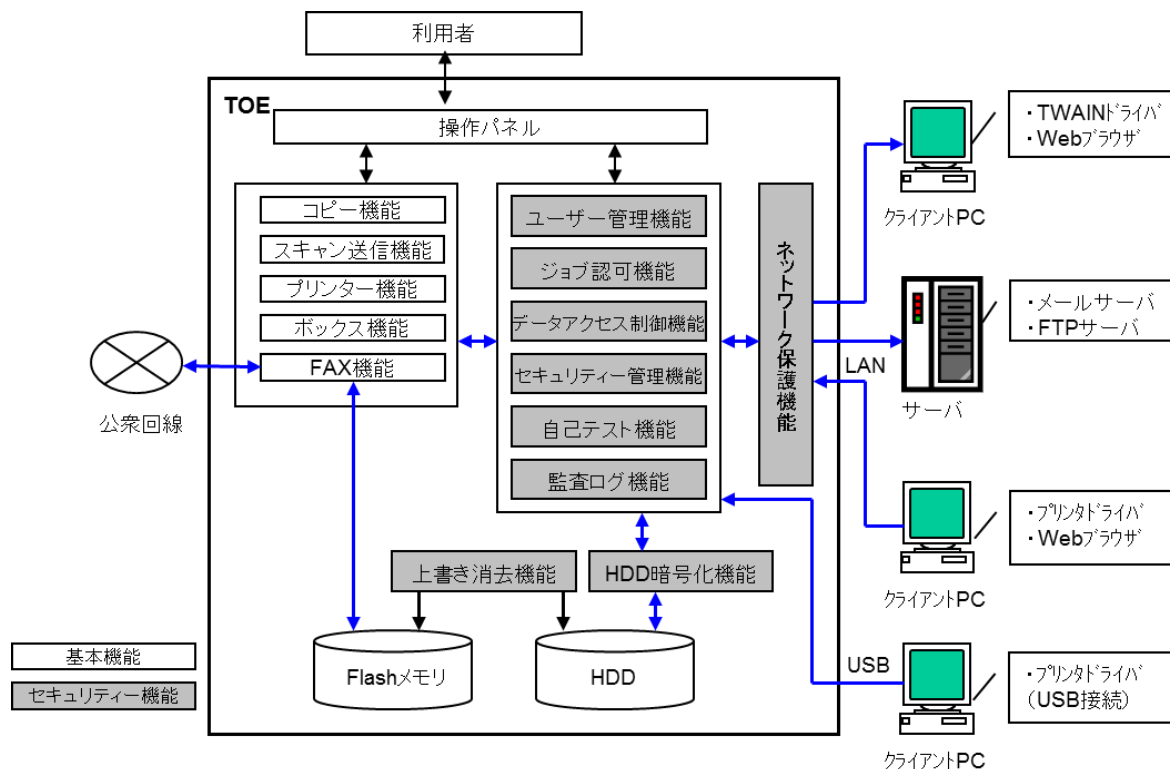 利用者
TOE
操作パネル
コピー機能
スキャン送信機能
プリンター機能
ボックス機能
FAX機能
公衆回線
ユーザー管理機能
ジョブ認可機能
データアクセス制御機能
セキュリティー管理機能
自己テスト機能
監査ログ機能
ネットワーク保護機能
上書き消去機能
HDD暗号化機能
Flashメモリ
HDD
・TWAINドライバ
・Webブラウザ
クライアントPC
・メールサーバ
・FTPサーバ
LAN
サーバ
・プリンタドライバ
・Webブラウザ
クライアントPC
USB
・プリンタドライバ
（USB接続）
クライアントPC
基本機能
セキュリティー機能